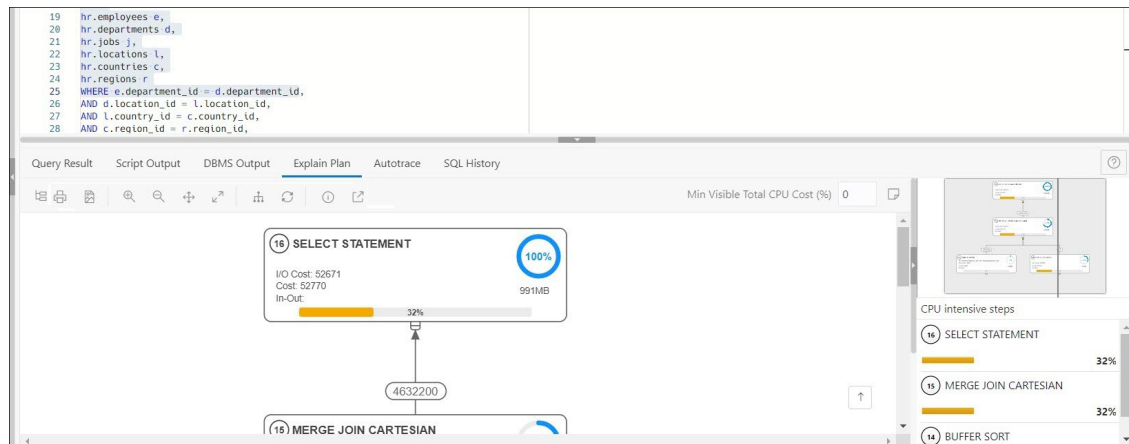 19 hr.employees e,
20 hr.departments d,
21 hr.jobs j,
22 hr.locations l,
23 hr.countries c,
24 hr.regions r
25 WHERE e.department_id = d.department_id,
26 AND d.location_id = l.location_id,
27 AND l.country_id = c.country_id,
28 AND c.region_id = r.region_id,
Query Result Script Output DBMS Output Explain Plan Autotrace SQL History
Min Visible Total CPU Cost (%) 0
16 SELECT STATEMENT
100%
I/O Cost: 52671
Cost: 52770
991MB
In-Out:
32%
4632200
15 MERGE JOIN CARTESIAN
CPU intensive steps
16 SELECT STATEMENT
32%
15 MERGE JOIN CARTESIAN
32%
14 BUFFER SORT